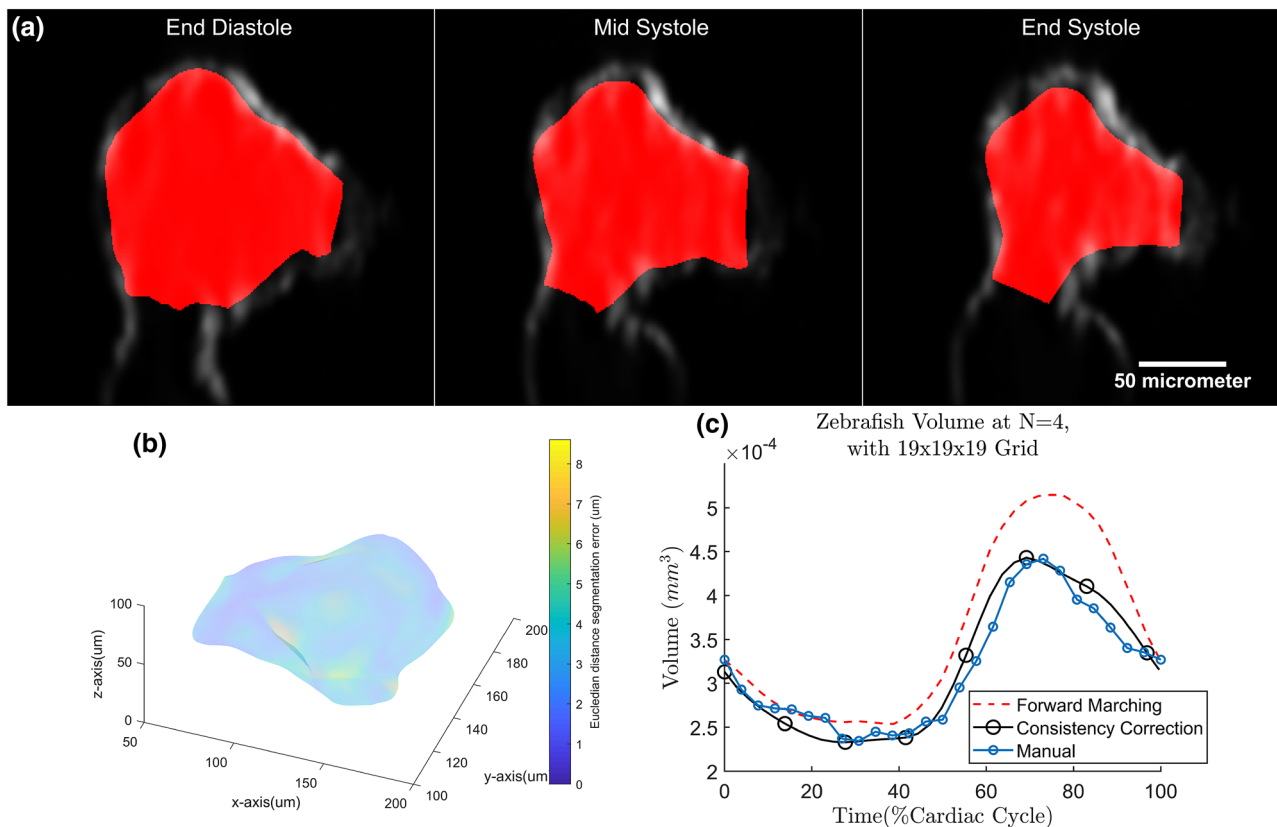 (a)
End Diastole
Mid Systole
End Systole
50 micrometer
(b)
8
7
6
5
4
3
2
1
0
Eucledian distance segmentation error (um)
z-axis(um)
100
50
0
50
100
150
200
x-axis(um)
200
180
160
140
120
100
y-axis(um
(c)
Zebrafish Volume at N=4,
with 19x19x19 Grid
×10⁻⁴
5
4.5
4
3.5
3
2.5
2
Volume (mm³)
0 20 40 60 80 100
Time(%Cardiac Cycle)
Forward Marching
Consistency Correction
Manual